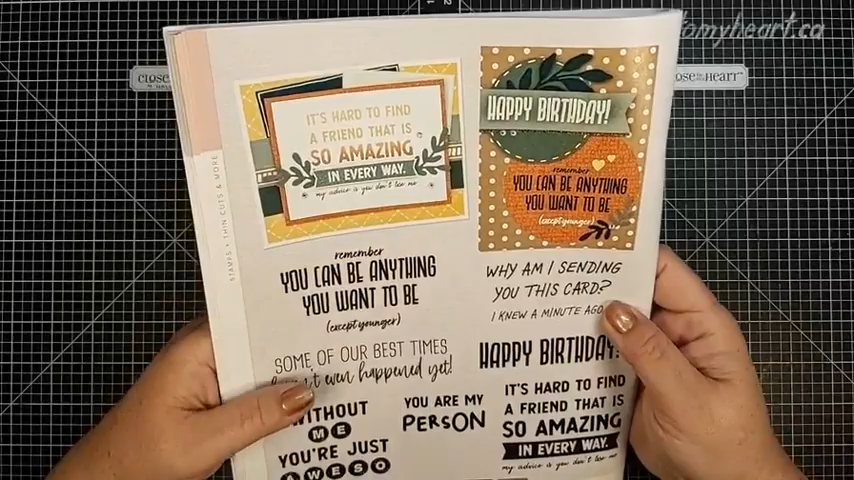 omyheart.ca
CLOSE
TO MY HEART
CLOSE TO MY HEART
STAMPS + THIN CUTS & MORE
IT'S HARD TO FIND
A FRIEND THAT IS
SO AMAZING
IN EVERY WAY.
my advice is you don't lose me
HAPPY BIRTHDAY!
remember
YOU CAN BE ANYTHING
YOU WANT TO BE
(except younger)
remember
YOU CAN BE ANYTHING
YOU WANT TO BE
(except younger)
WHY AM I SENDING
YOU THIS CARD?
I KNEW A MINUTE AGO
SOME OF OUR BEST TIMES
haven't even happened yet!
HAPPY BIRTHDAY!
WITHOUT
ME
YOU'RE JUST
AWESO
YOU ARE MY
PERSON
IT'S HARD TO FIND
A FRIEND THAT IS
SO AMAZING
IN EVERY WAY.
my advice is you don't lose me